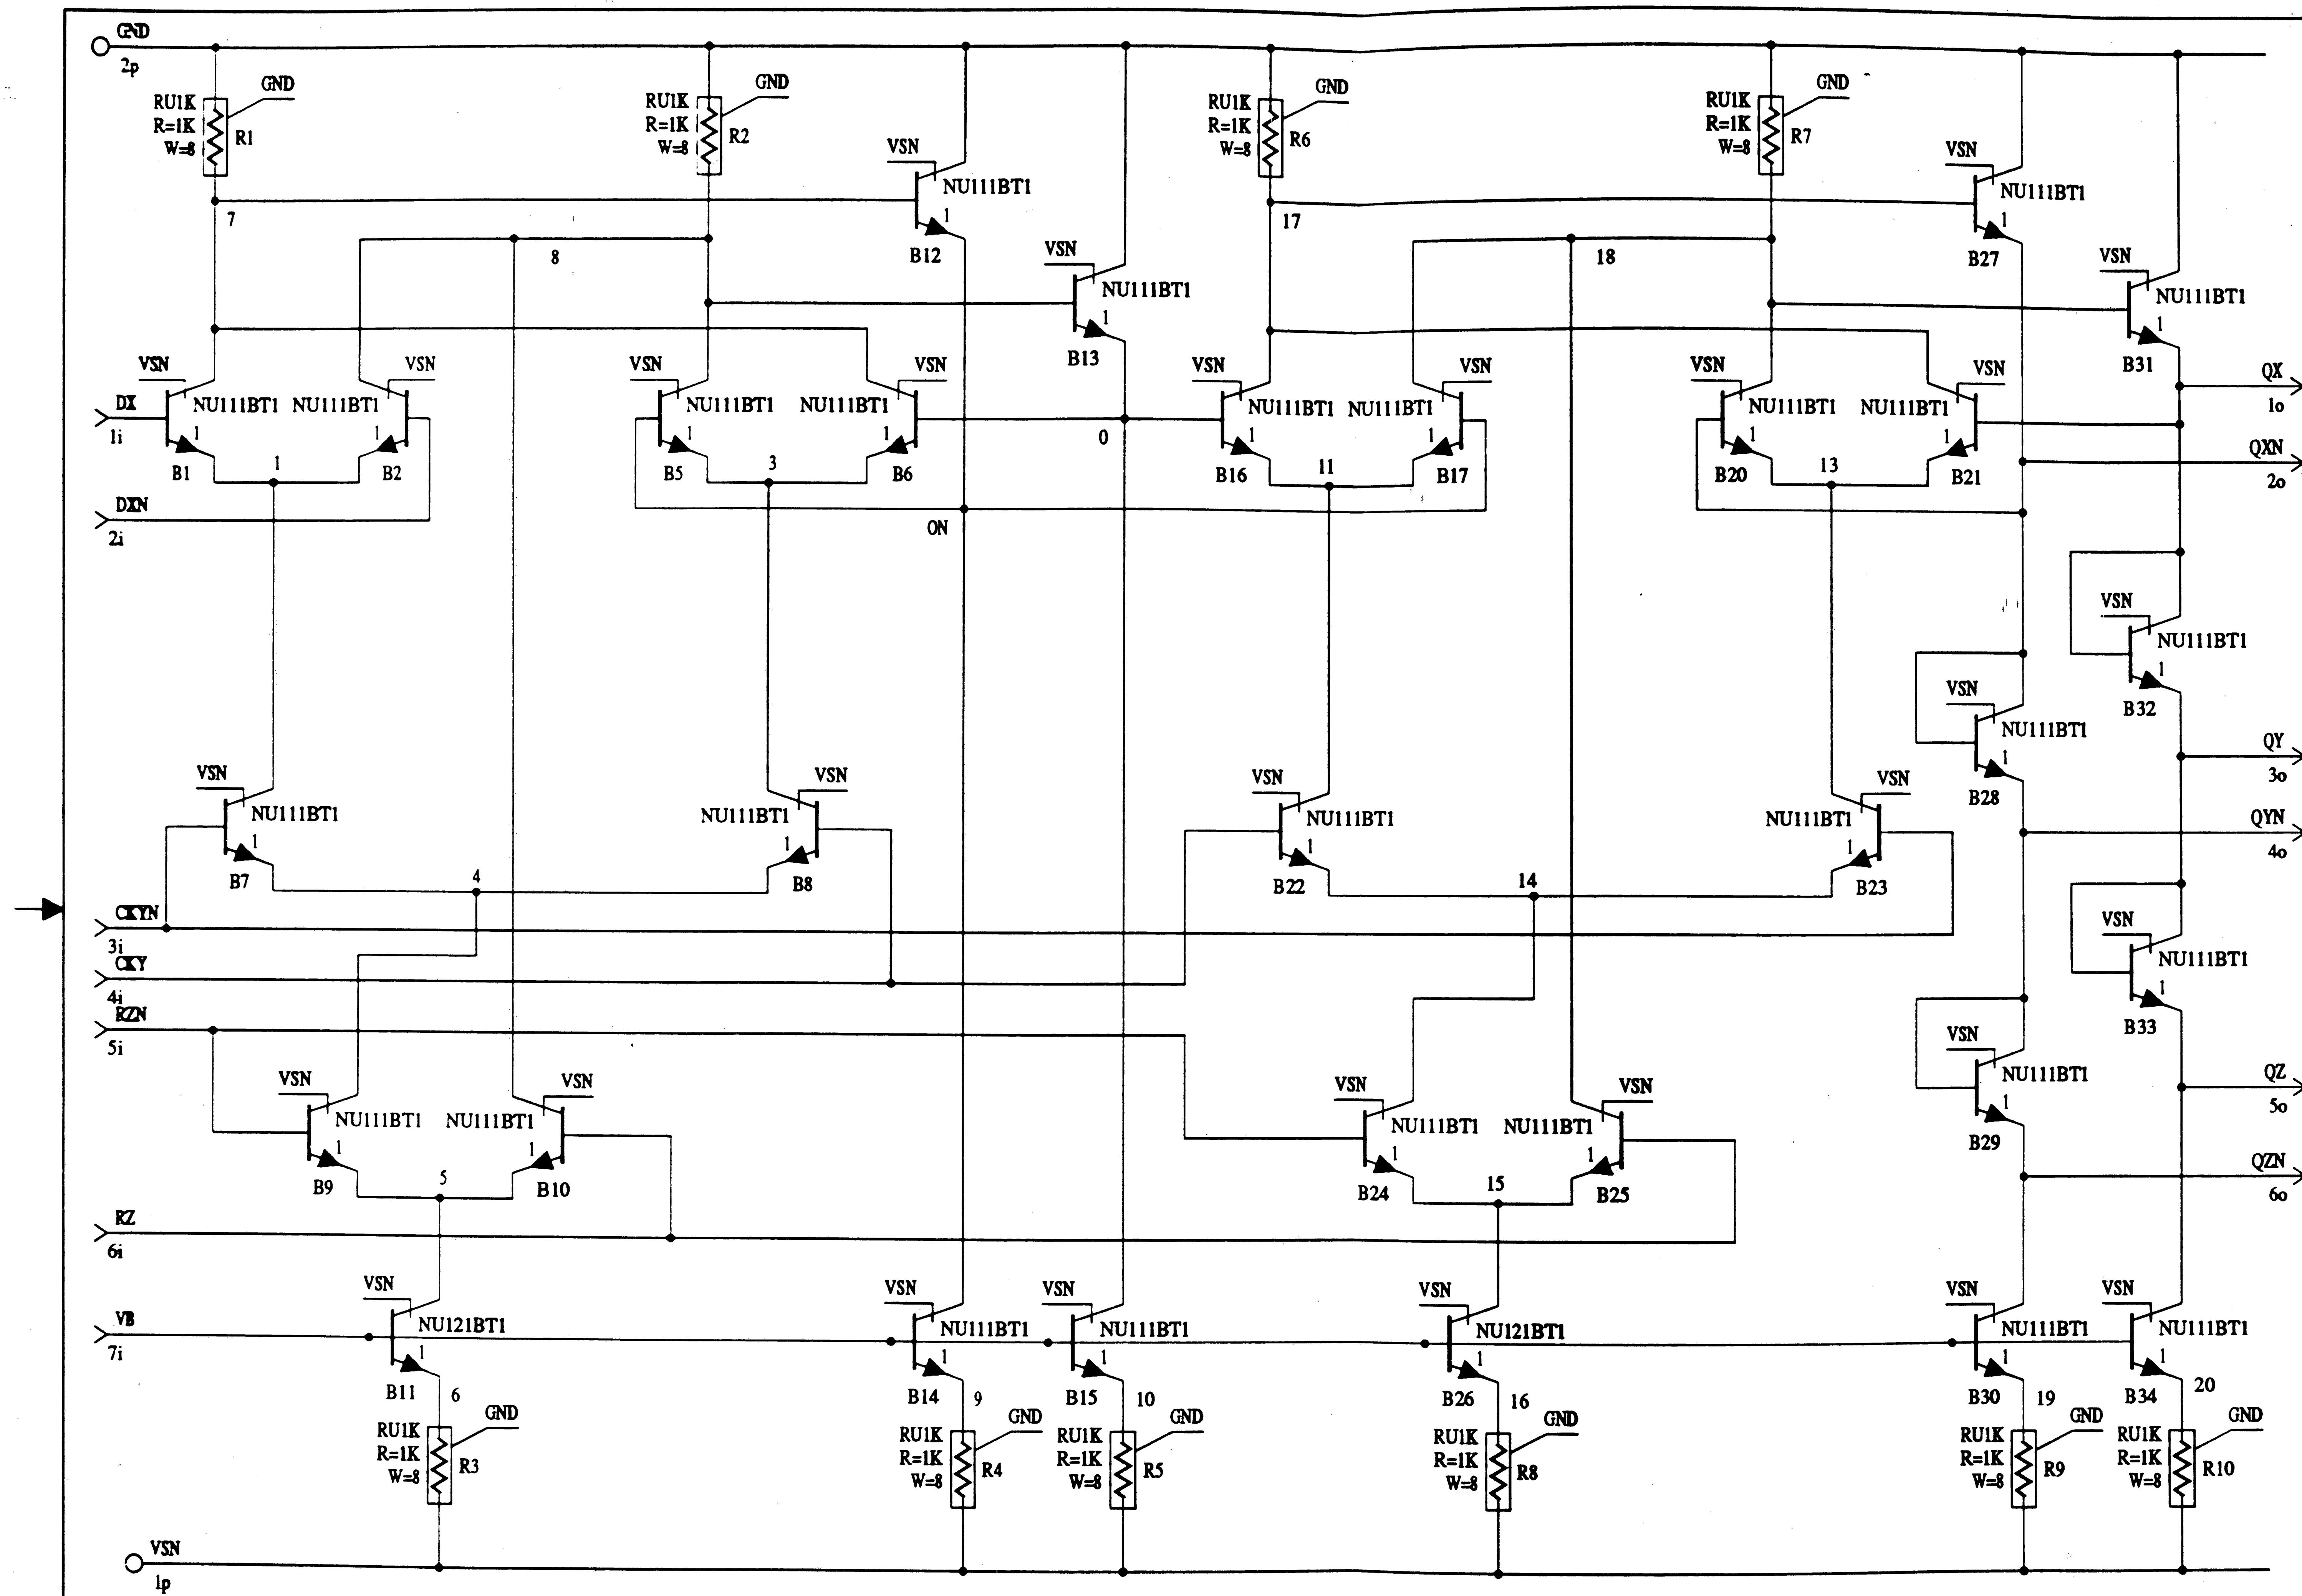 GND
2p
RU1K
R=1K
W=8
GND
R1
RU1K
R=1K
W=8
GND
R2
RU1K
R=1K
W=8
GND
R6
RU1K
R=1K
W=8
GND
R7
VSN
NU111BT1
1
B12
VSN
NU111BT1
1
B27
7
8
17
18
VSN
NU111BT1
1
B13
VSN
NU111BT1
1
B31
DX
1i
VSN
NU111BT1
1
B1
1
VSN
NU111BT1
1
B2
VSN
NU111BT1
1
B5
3
VSN
NU111BT1
1
B6
0
VSN
NU111BT1
1
B16
11
VSN
NU111BT1
1
B17
VSN
NU111BT1
1
B20
13
VSN
NU111BT1
1
B21
QX
1o
QXN
2o
DXN
2i
ON
VSN
NU111BT1
1
B32
VSN
NU111BT1
1
B28
QY
3o
QYN
4o
VSN
NU111BT1
1
B7
4
VSN
NU111BT1
1
B8
VSN
NU111BT1
1
B22
14
VSN
NU111BT1
1
B23
CKYN
3i
CKY
4i
RZN
5i
VSN
NU111BT1
1
B33
VSN
NU111BT1
1
B29
QZ
5o
QZN
6o
VSN
NU111BT1
1
B9
5
VSN
NU111BT1
1
B10
VSN
NU111BT1
1
B24
15
VSN
NU111BT1
1
B25
RZ
6i
VB
7i
VSN
NU121BT1
1
B11
6
VSN
NU111BT1
1
B14
9
VSN
NU111BT1
1
B15
10
VSN
NU121BT1
1
B26
16
VSN
NU111BT1
1
B30
19
VSN
NU111BT1
1
B34
20
RU1K
R=1K
W=8
GND
R3
RU1K
R=1K
W=8
GND
R4
RU1K
R=1K
W=8
GND
R5
RU1K
R=1K
W=8
GND
R8
RU1K
R=1K
W=8
GND
R9
RU1K
R=1K
W=8
GND
R10
VSN
1p